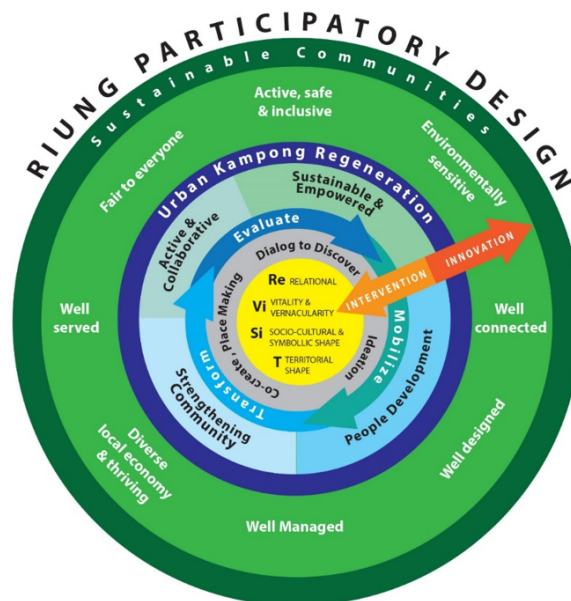 RIUNG PARTICIPATORY DESIGN
Sustainable Communities
Active, safe
& inclusive
Environmentally
sensitive
Well
connected
Well designed
Well Managed
Diverse
local economy
& thriving
Well
served
Fair to everyone
Urban Kampong Regeneration
Sustainable &
Empowered
People Development
Strengthening
Community
Active &
Collaborative
Evaluate
Mobilize
Transform
Dialog to Discover
Ideation
Co-create, Place Making
INTERVENTION
INNOVATION
Re RELATIONAL
Vi VITALITY &
VERNACULARITY
Si SOCIO-CULTURAL &
SYMBOLLIC SHAPE
T TERRITORIAL
SHAPE